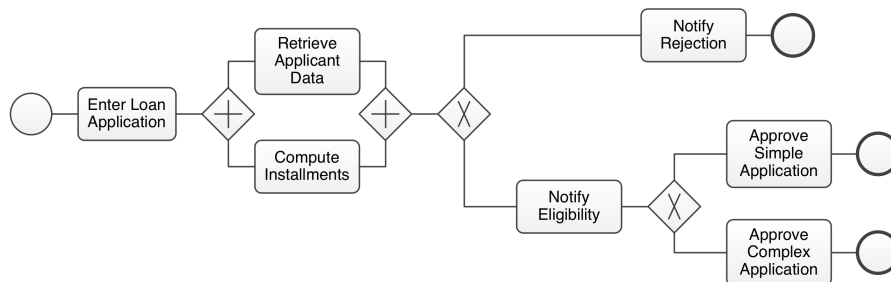 Enter Loan
Application
Retrieve
Applicant
Data
Compute
Installments
Notify
Rejection
Notify
Eligibility
Approve
Simple
Application
Approve
Complex
Application